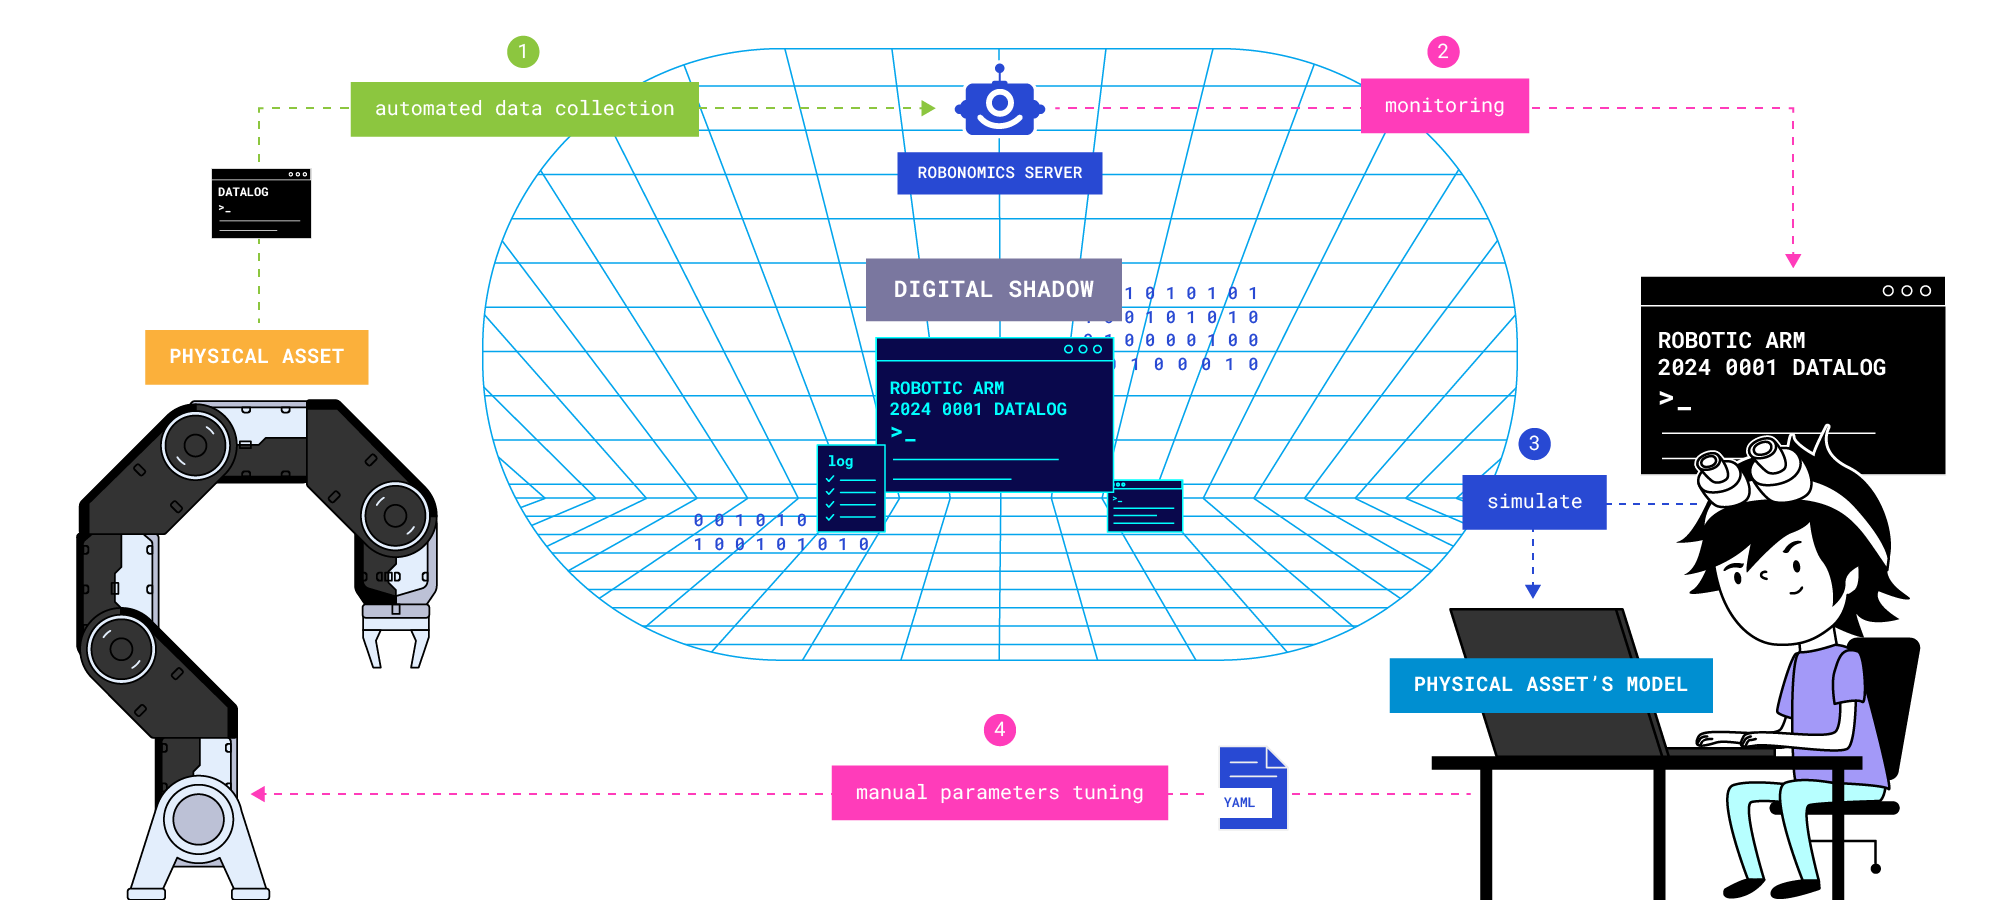 1
automated data collection
2
monitoring
ROBONOMICS SERVER
DATALOG
>_
DIGITAL SHADOW
1 0 1 0 1 0 1
0 0 1 0 1 0 1 0
0 0 0 0 1 0 0
1 0 0 0 1 0
PHYSICAL ASSET
ROBOTIC ARM
2024 0001 DATALOG
>_
ROBOTIC ARM
2024 0001 DATALOG
>_
log
>_
0 0 1 0 1 0
1 0 0 1 0 1 0 1 0
3
simulate
PHYSICAL ASSET’S MODEL
4
manual parameters tuning
YAML